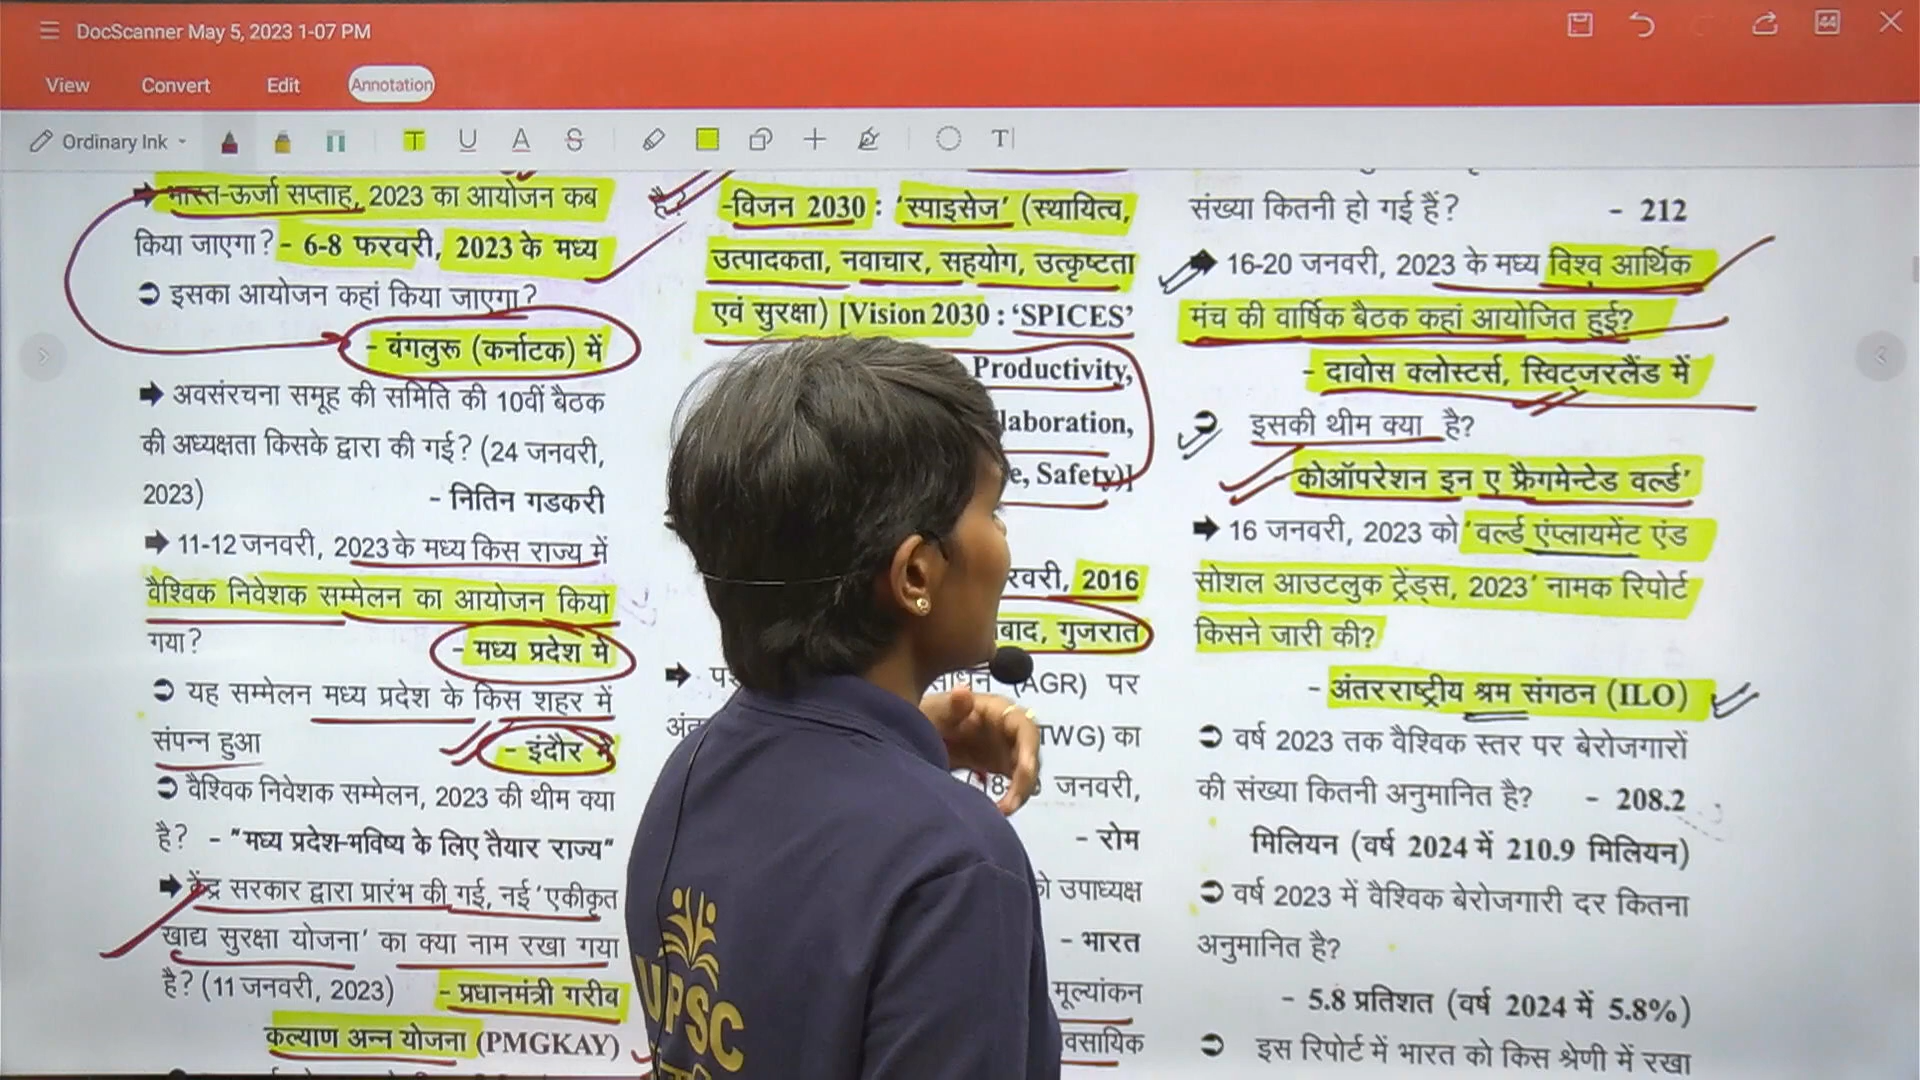 DocScanner May 5, 2023 1-07 PM
View Convert Edit Annotation
Ordinary Ink
भारत-ऊर्जा सप्ताह, 2023 का आयोजन कब
किया जाएगा? - 6-8 फरवरी, 2023 के मध्य
इसका आयोजन कहां किया जाएगा?
- बंगलुरू (कर्नाटक) में
अवसंरचना समूह की समिति की 10वीं बैठक
की अध्यक्षता किसके द्वारा की गई? (24 जनवरी,
2023) - नितिन गडकरी
11-12 जनवरी, 2023 के मध्य किस राज्य में
वैश्विक निवेशक सम्मेलन का आयोजन किया
गया? - मध्य प्रदेश में
यह सम्मेलन मध्य प्रदेश के किस शहर में
संपन्न हुआ - इंदौर में
वैश्विक निवेशक सम्मेलन, 2023 की थीम क्या
है? - "मध्य प्रदेश-भविष्य के लिए तैयार राज्य"
केंद्र सरकार द्वारा प्रारंभ की गई, नई 'एकीकृत
खाद्य सुरक्षा योजना' का क्या नाम रखा गया
है? (11 जनवरी, 2023) - प्रधानमंत्री गरीब
कल्याण अन्न योजना (PMGKAY)
है?
-विजन 2030 : 'स्पाइसेज' (स्थायित्व,
उत्पादकता, नवाचार, सहयोग, उत्कृष्टता
एवं सुरक्षा) [Vision 2030 : 'SPICES'
Productivity,
Safety)]
2016
गुजरात
(AGR) पर
का
जनवरी,
- रोम
उपाध्यक्ष
- भारत
मूल्यांकन
संख्या कितनी हो गई हैं? - 212
16-20 जनवरी, 2023 के मध्य विश्व आर्थिक
मंच की वार्षिक बैठक कहां आयोजित हुई?
- दावोस क्लोस्टर्स, स्विट्जरलैंड में
इसकी थीम क्या है?
कोऑपरेशन इन ए फ्रैगमेन्टेड वर्ल्ड'
16 जनवरी, 2023 को 'वर्ल्ड एंप्लायमेंट एंड
सोशल आउटलुक ट्रेंड्स, 2023' नामक रिपोर्ट
किसने जारी की?
- अंतरराष्ट्रीय श्रम संगठन (ILO)
वर्ष 2023 तक वैश्विक स्तर पर बेरोजगारों
की संख्या कितनी अनुमानित है? - 208.2
मिलियन (वर्ष 2024 में 210.9 मिलियन)
वर्ष 2023 में वैश्विक बेरोजगारी दर कितना
अनुमानित है?
- 5.8 प्रतिशत (वर्ष 2024 में 5.8%)
इस रिपोर्ट में भारत को किस श्रेणी में रखा
UPSC